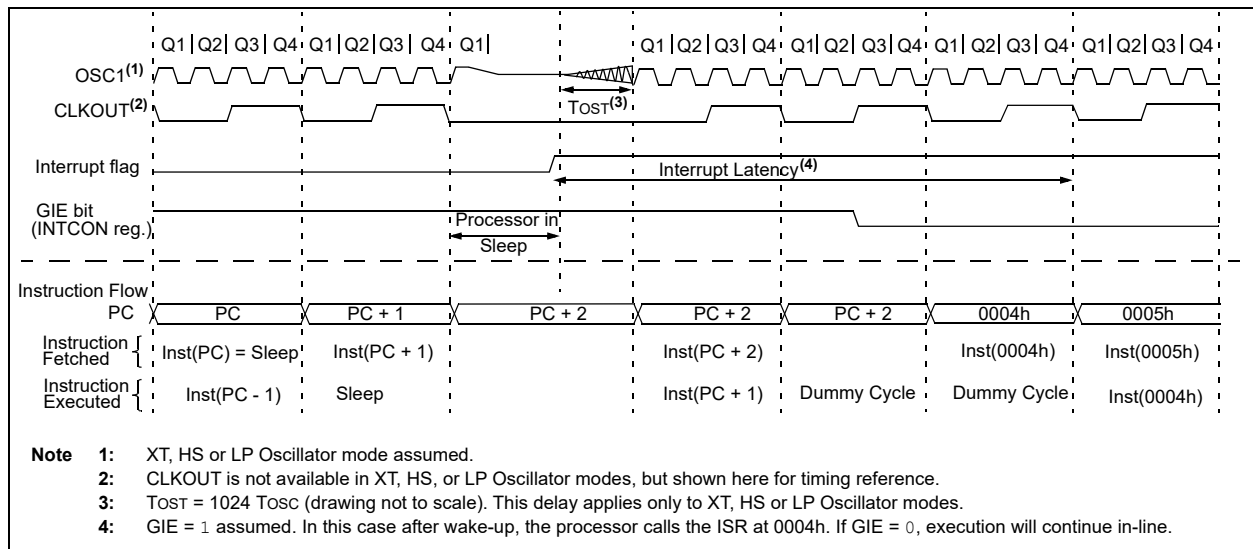 Q1 Q2 Q3 Q4 Q1 Q2 Q3 Q4 Q1 Q1 Q2 Q3 Q4 Q1 Q2 Q3 Q4 Q1 Q2 Q3 Q4 Q1 Q2 Q3 Q4
OSC1(1)
CLKOUT(2)
TOST(3)
Interrupt flag
Interrupt Latency(4)
GIE bit
(INTCON reg.)
Processor in
Sleep
Instruction Flow
PC PC PC + 1 PC + 2 PC + 2 PC + 2 0004h 0005h
Instruction
Fetched
Inst(PC) = Sleep Inst(PC + 1) Inst(PC + 2) Inst(0004h) Inst(0005h)
Instruction
Executed
Inst(PC - 1) Sleep Inst(PC + 1) Dummy Cycle Dummy Cycle Inst(0004h)
Note 1: XT, HS or LP Oscillator mode assumed.
2: CLKOUT is not available in XT, HS, or LP Oscillator modes, but shown here for timing reference.
3: TOST = 1024 TOSC (drawing not to scale). This delay applies only to XT, HS or LP Oscillator modes.
4: GIE = 1 assumed. In this case after wake-up, the processor calls the ISR at 0004h. If GIE = 0, execution will continue in-line.